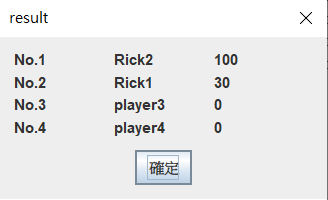 result
No.1 Rick2 100
No.2 Rick1 30
No.3 player3 0
No.4 player4 0
確定